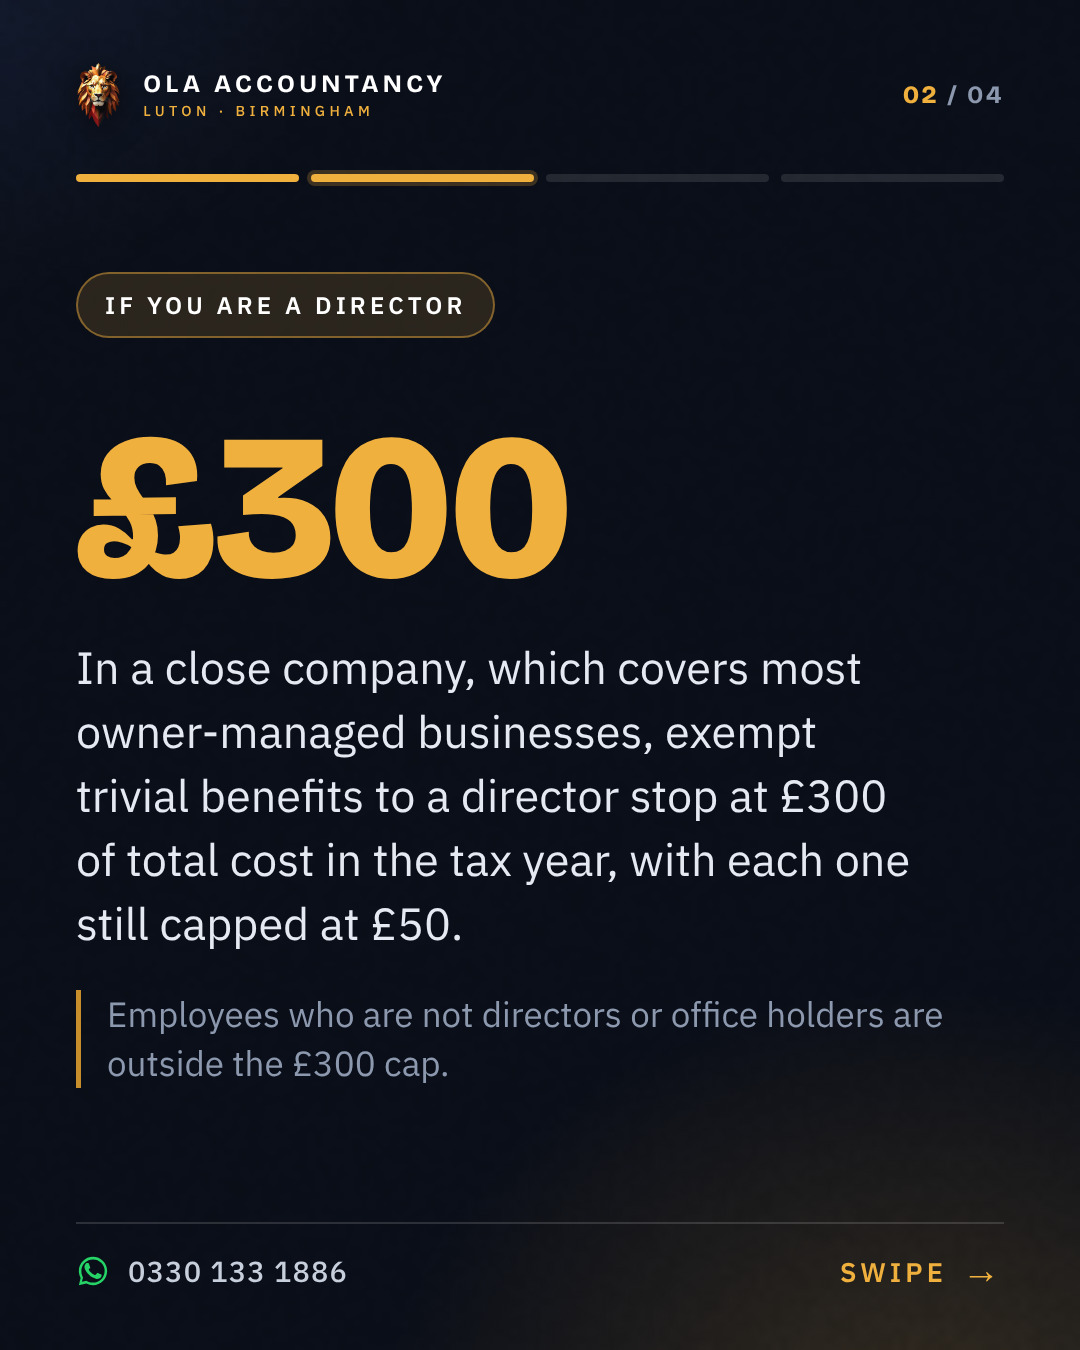 OLA ACCOUNTANCY
LUTON · BIRMINGHAM
02 / 04
IF YOU ARE A DIRECTOR
£300
In a close company, which covers most
owner-managed businesses, exempt
trivial benefits to a director stop at £300
of total cost in the tax year, with each one
still capped at £50.
Employees who are not directors or office holders are
outside the £300 cap.
0330 133 1886
SWIPE →